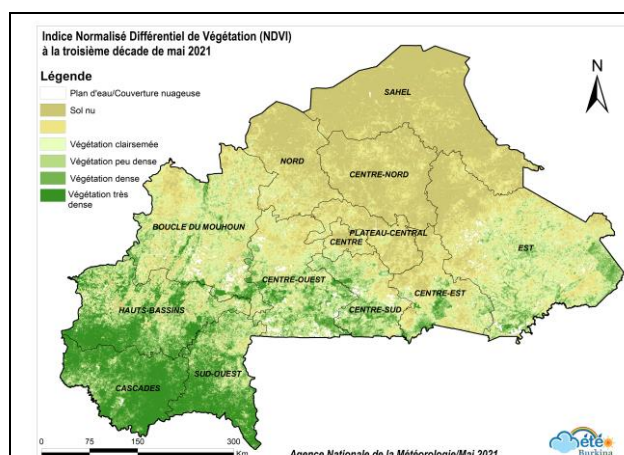 Indice Normalisé Différentiel de Végétation (NDVI)
à la troisième décade de mai 2021
Légende
Plan d'eau/Couverture nuageuse
Sol nu
Végétation clairsemée
Végétation peu dense
Végétation dense
Végétation très
dense
N
SAHEL
NORD
CENTRE-NORD
BOUCLE DU MOUHOUN
PLATEAU-CENTRAL
CENTRE
EST
CENTRE-OUEST
CENTRE-EST
HAUTS-BASSINS
CENTRE-SUD
SUD-OUEST
CASCADES
0 75 150 300
Km
Agence Nationale de la Météorologie/Mai 2021
été
Burkina